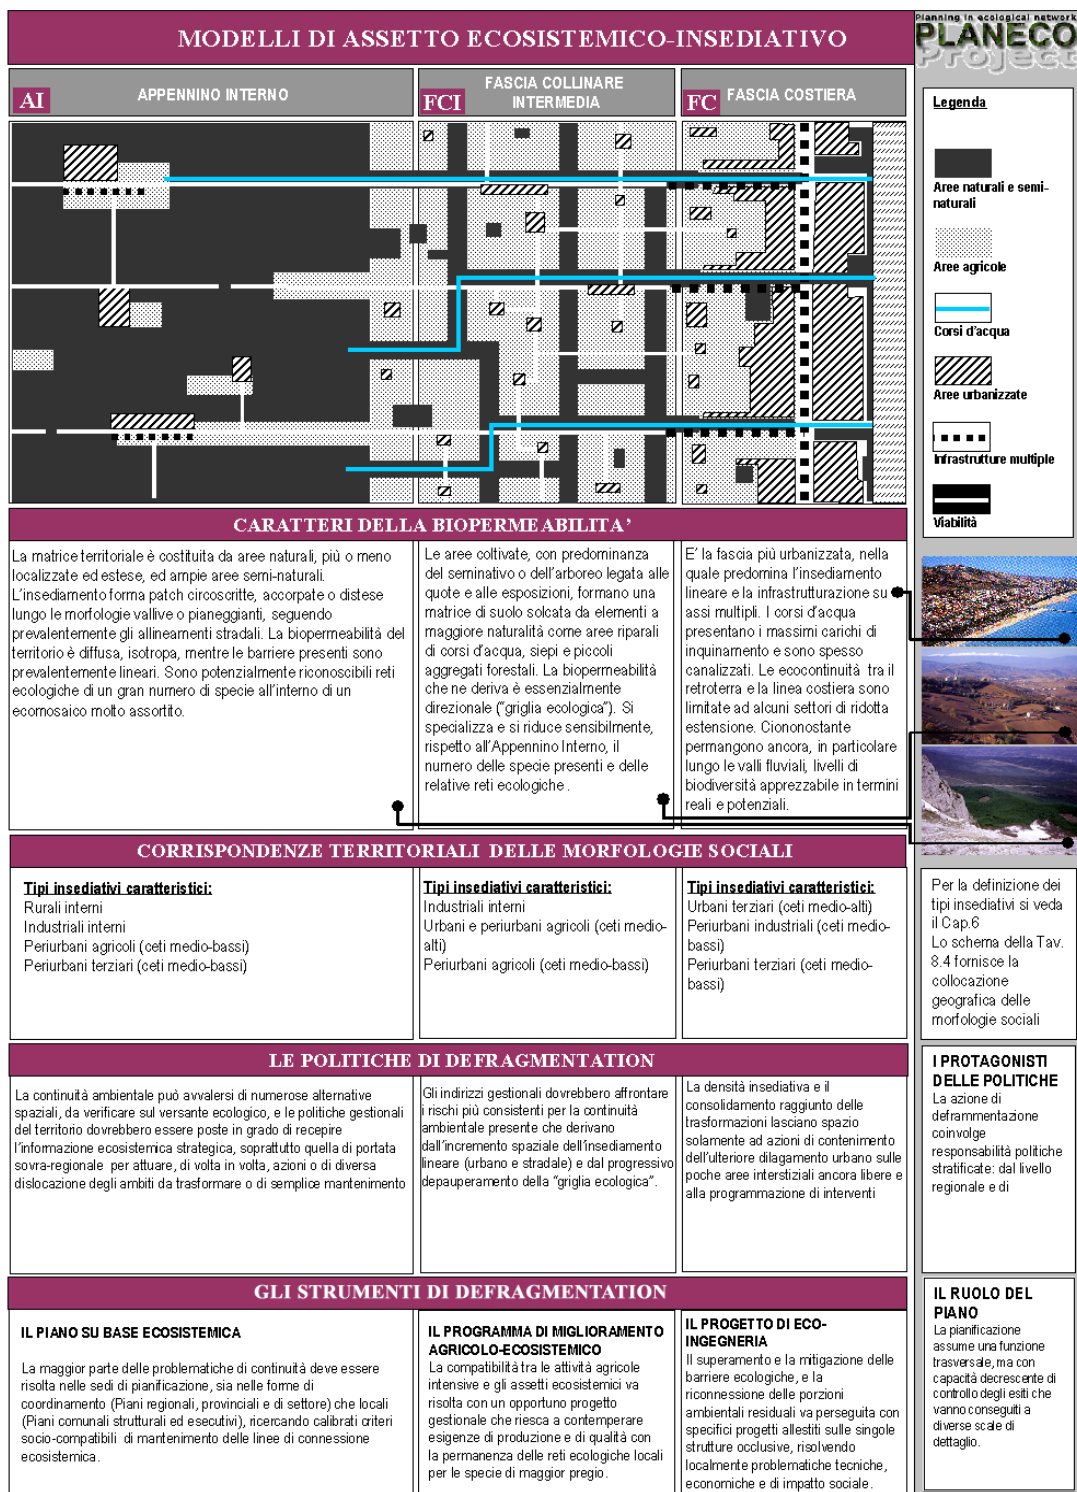 MODELLI DI ASSETTO ECOSISTEMICO-INSEDIATIVO
Planning in ecological network
PLANECO
Project
AI
APPENNINO INTERNO
FCI
FASCIA COLLINARE
INTERMEDIA
FC
FASCIA COSTIERA
Legenda
Aree naturali e semi-
naturali
Aree agricole
Corsi d'acqua
Aree urbanizzate
Infrastrutture multiple
Viabilità
CARATTERI DELLA BIOPERMEABILITA'
La matrice territoriale è costituita da aree naturali, più o meno
localizzate ed estese, ed ampie aree semi-naturali.
L'insediamento forma patch circoscritte, accorpate o distese
lungo le morfologie vallive o pianeggianti, seguendo
prevalentemente gli allineamenti stradali. La biopermeabilità del
territorio è diffusa, isotropa, mentre le barriere presenti sono
prevalentemente lineari. Sono potenzialmente riconoscibili reti
ecologiche di un gran numero di specie all'interno di un
ecomosaico molto assortito.
Le aree coltivate, con predominanza
del seminativo o dell'arboreo legata alle
quote e alle esposizioni, formano una
matrice di suolo solcata da elementi a
maggiore naturalità come aree riparali
di corsi d'acqua, siepi e piccoli
aggregati forestali. La biopermeabilità
che ne deriva è essenzialmente
direzionale ("griglia ecologica"). Si
specializza e si riduce sensibilmente,
rispetto all'Appennino Interno, il
numero delle specie presenti e delle
relative reti ecologiche .
E' la fascia più urbanizzata, nella
quale predomina l'insediamento
lineare e la infrastrutturazione su
assi multipli. I corsi d'acqua
presentano i massimi carichi di
inquinamento e sono spesso
canalizzati. Le ecocontinuità tra il
retroterra e la linea costiera sono
limitate ad alcuni settori di ridotta
estensione. Ciononostante
permangono ancora, in particolare
lungo le valli fluviali, livelli di
biodiversità apprezzabile in termini
reali e potenziali.
CORRISPONDENZE TERRITORIALI DELLE MORFOLOGIE SOCIALI
Tipi insediativi caratteristici:
Rurali interni
Industriali interni
Periurbani agricoli (ceti medio-bassi)
Periurbani terziari (ceti medio-bassi)
Tipi insediativi caratteristici:
Industriali interni
Urbani e periurbani agricoli (ceti medio-
alti)
Periurbani agricoli (ceti medio-bassi)
Tipi insediativi caratteristici:
Urbani terziari (ceti medio-alti)
Periurbani industriali (ceti medio-
bassi)
Periurbani terziari (ceti medio-
bassi)
Per la definizione dei
tipi insediativi si veda
il Cap.6
Lo schema della Tav.
8.4 fornisce la
collocazione
geografica delle
morfologie sociali
LE POLITICHE DI DEFRAGMENTATION
La continuità ambientale può avvalersi di numerose alternative
spaziali, da verificare sul versante ecologico, e le politiche gestionali
del territorio dovrebbero essere poste in grado di recepire
l'informazione ecosistemica strategica, soprattutto quella di portata
sovra-regionale per attuare, di volta in volta, azioni o di diversa
dislocazione degli ambiti da trasformare o di semplice mantenimento
Gli indirizzi gestionali dovrebbero affrontare
i rischi più consistenti per la continuità
ambientale presente che derivano
dall'incremento spaziale dell'insediamento
lineare (urbano e stradale) e dal progressivo
depauperamento della "griglia ecologica".
La densità insediativa e il
consolidamento raggiunto delle
trasformazioni lasciano spazio
solamente ad azioni di contenimento
dell'ulteriore dilagamento urbano sulle
poche aree interstiziali ancora libere e
alla programmazione di interventi
I PROTAGONISTI
DELLE POLITICHE
La azione di
deframmentazione
coinvolge
responsabilità politiche
stratificate: dal livello
regionale e di
GLI STRUMENTI DI DEFRAGMENTATION
IL PIANO SU BASE ECOSISTEMICA
La maggior parte delle problematiche di continuità deve essere
risolta nelle sedi di pianificazione, sia nelle forme di
coordinamento (Piani regionali, provinciali e di settore) che locali
(Piani comunali strutturali ed esecutivi), ricercando calibrati criteri
socio-compatibili di mantenimento delle linee di connessione
ecosistemica.
IL PROGRAMMA DI MIGLIORAMENTO
AGRICOLO-ECOSISTEMICO
La compatibilità tra le attività agricole
intensive e gli assetti ecosistemici va
risolta con un opportuno progetto
gestionale che riesca a contemperare
esigenze di produzione e di qualità con
la permanenza delle reti ecologiche locali
per le specie di maggior pregio.
IL PROGETTO DI ECO-
INGEGNERIA
Il superamento e la mitigazione delle
barriere ecologiche, e la
riconnessione delle porzioni
ambientali residuali va perseguita con
specifici progetti allestiti sulle singole
strutture occlusive, risolvendo
localmente problematiche tecniche,
economiche e di impatto sociale.
IL RUOLO DEL
PIANO
La pianificazione
assume una funzione
trasversale, ma con
capacità decrescente di
controllo degli esiti che
vanno conseguiti a
diverse scale di
dettaglio.